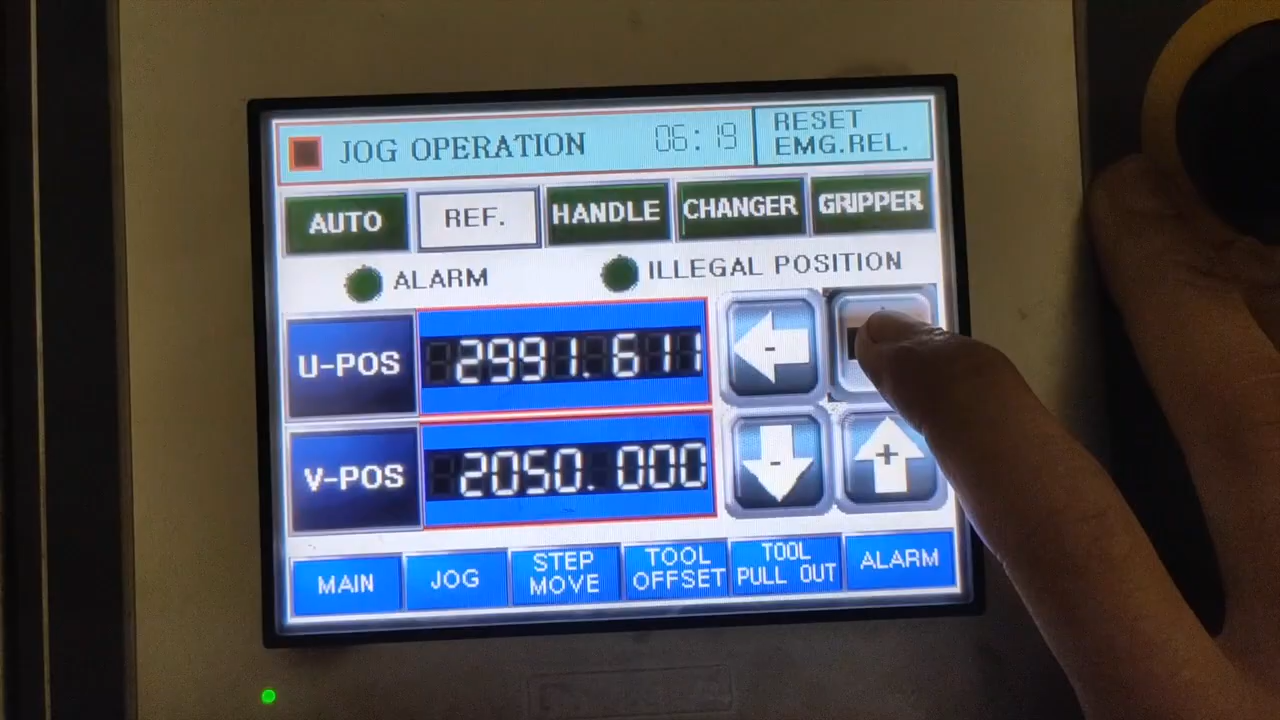 JOG OPERATION 06:19
RESET
EMG.REL.
AUTO REF. HANDLE CHANGER GRIPPER
ALARM ILLEGAL POSITION
U-POS 2991.611 -
V-POS 2050.000 - +
MAIN JOG STEP MOVE TOOL OFFSET TOOL PULL OUT ALARM